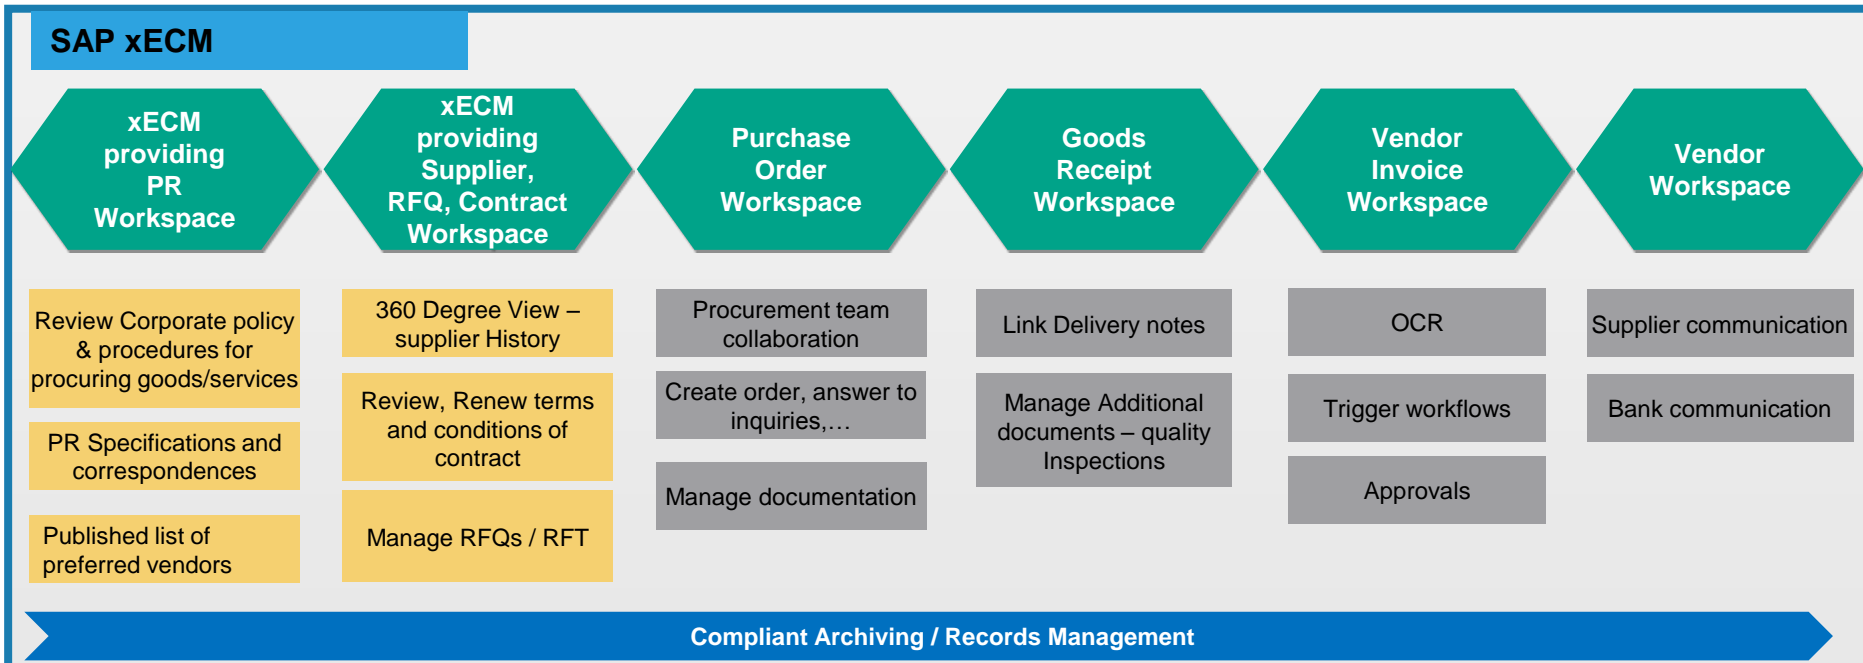 SAP xECM
xECM
providing
PR
Workspace
xECM
providing
Supplier,
RFQ, Contract
Workspace
Purchase
Order
Workspace
Goods
Receipt
Workspace
Vendor
Invoice
Workspace
Vendor
Workspace
Review Corporate policy
& procedures for
procuring goods/services
PR Specifications and
correspondences
Published list of
preferred vendors
360 Degree View –
supplier History
Review, Renew terms
and conditions of
contract
Manage RFQs / RFT
Procurement team
collaboration
Create order, answer to
inquiries,…
Manage documentation
Link Delivery notes
Manage Additional
documents – quality
Inspections
OCR
Trigger workflows
Approvals
Supplier communication
Bank communication
Compliant Archiving / Records Management